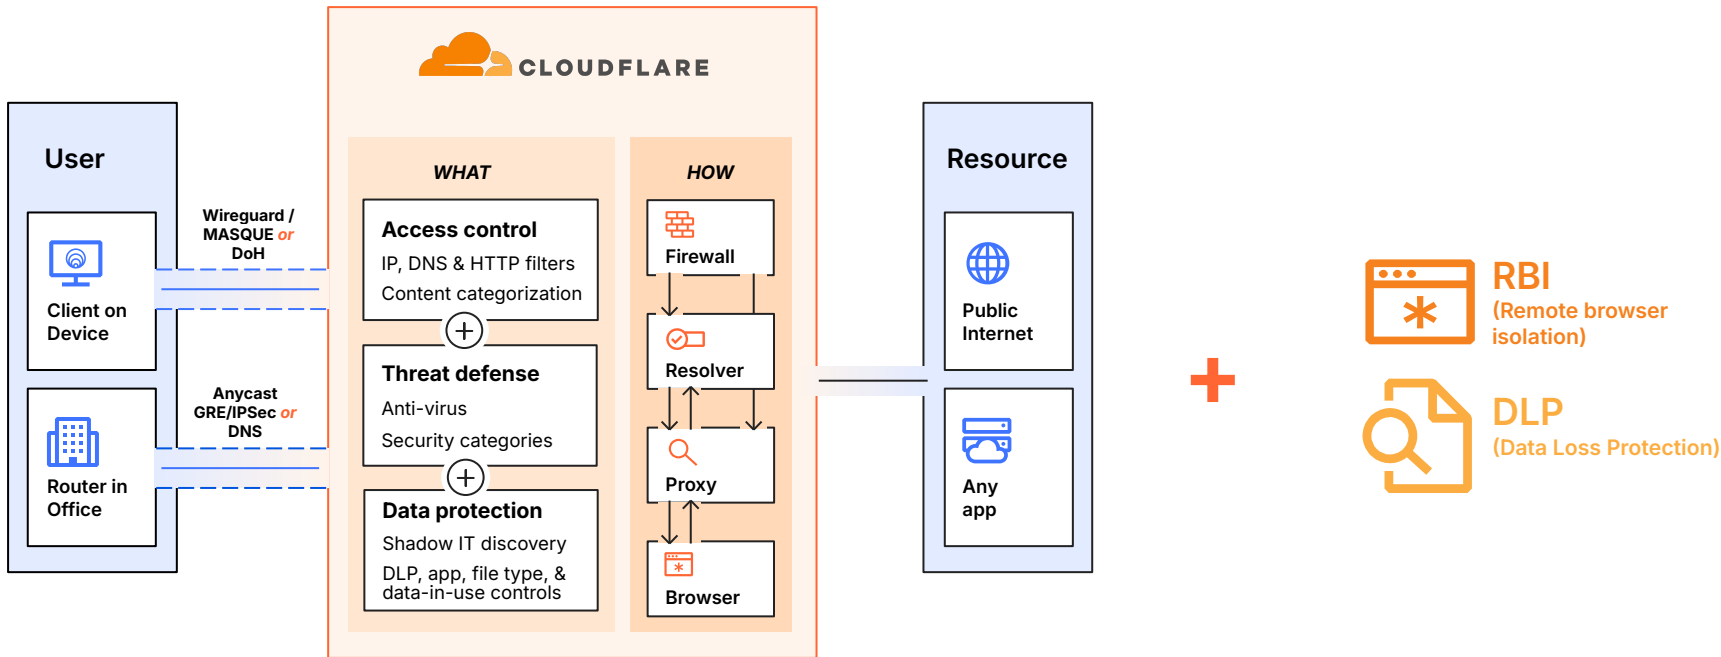 CLOUDFLARE
User
Client on
Device
Router in
Office
Wireguard /
MASQUE or
DoH
Anycast
GRE/IPSec or
DNS
WHAT
Access control
IP, DNS & HTTP filters
Content categorization
Threat defense
Anti-virus
Security categories
Data protection
Shadow IT discovery
DLP, app, file type, &
data-in-use controls
HOW
Firewall
Resolver
Proxy
Browser
Resource
Public
Internet
Any
app
RBI
(Remote browser
isolation)
DLP
(Data Loss Protection)